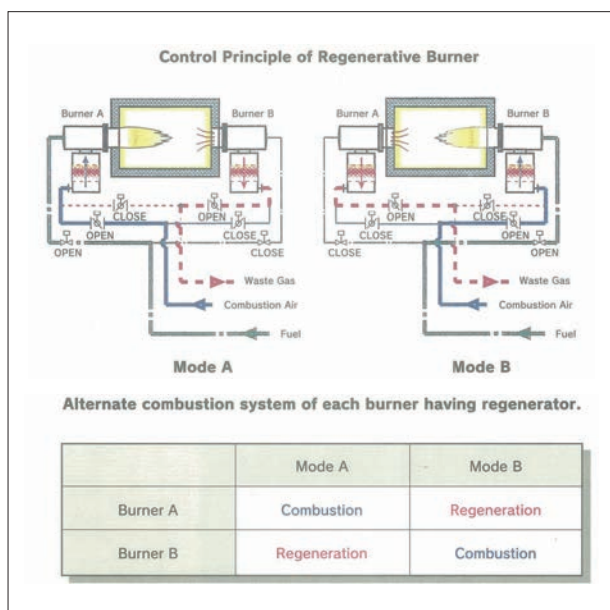 Control Principle of Regenerative Burner
Burner A
Burner B
CLOSE
OPEN
OPEN
CLOSE
OPEN
CLOSE
Waste Gas
Combustion Air
Fuel
Mode A
Burner A
Burner B
OPEN
CLOSE
CLOSE
OPEN
CLOSE
OPEN
Waste Gas
Combustion Air
Fuel
Mode B
Alternate combustion system of each burner having regenerator.
Mode A Mode B
Burner A Combustion Regeneration
Burner B Regeneration Combustion